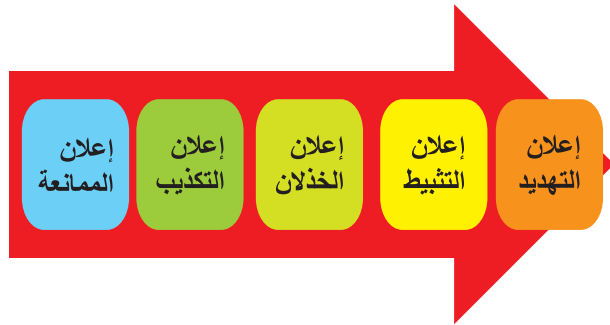 إعلان
التهديد
إعلان
التثبيط
إعلان
الخذلان
إعلان
التكذيب
إعلان
الممانعة